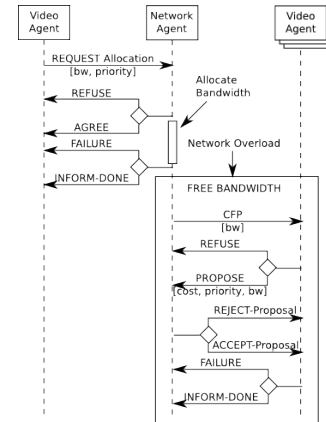 Video
Agent
Network
Agent
Video
Agent
REQUEST Allocation
[bw, priority]
REFUSE
Allocate
Bandwidth
AGREE
FAILURE
Network Overload
INFORM-DONE
FREE BANDWIDTH
CFP
[bw]
REFUSE
PROPOSE
[cost, priority, bw]
REJECT-Proposal
ACCEPT-Proposal
FAILURE
INFORM-DONE